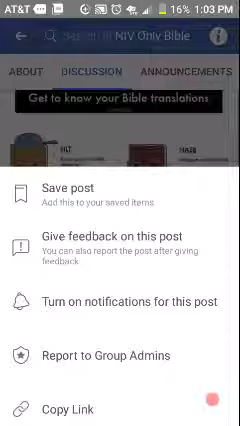 AT&T 16% 1:03 PM
Search in NIV Only Bible
ABOUT DISCUSSION ANNOUNCEMENTS
Get to know your Bible translations
NLT NASB
Save post
Add this to your saved items
Give feedback on this post
You can also report the post after giving
feedback
Turn on notifications for this post
Report to Group Admins
Copy Link